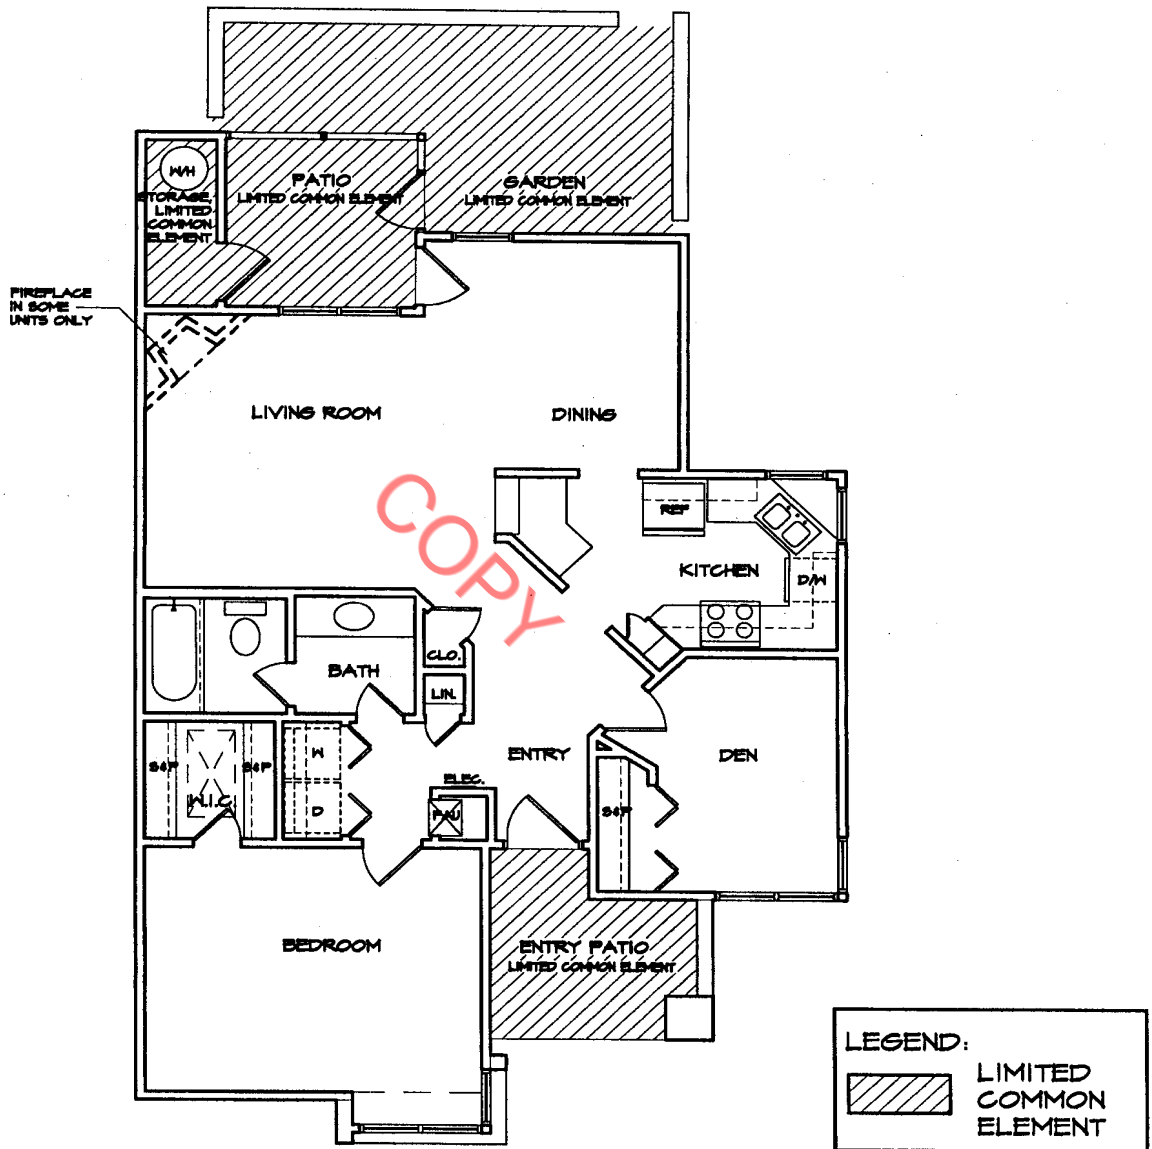 W/H
PATIO
LIMITED COMMON ELEMENT
GARDEN
LIMITED COMMON ELEMENT
STORAGE,
LIMITED
COMMON
ELEMENT
FIREPLACE
IN SOME
UNITS ONLY
LIVING ROOM
DINING
COPY
REF
KITCHEN
D/W
BATH
CLO.
LIN.
ENTRY
DEN
S&P
S&P
W.I.C.
W
D
ELEC.
FAU
S&P
BEDROOM
ENTRY PATIO
LIMITED COMMON ELEMENT
LEGEND:
LIMITED
COMMON
ELEMENT